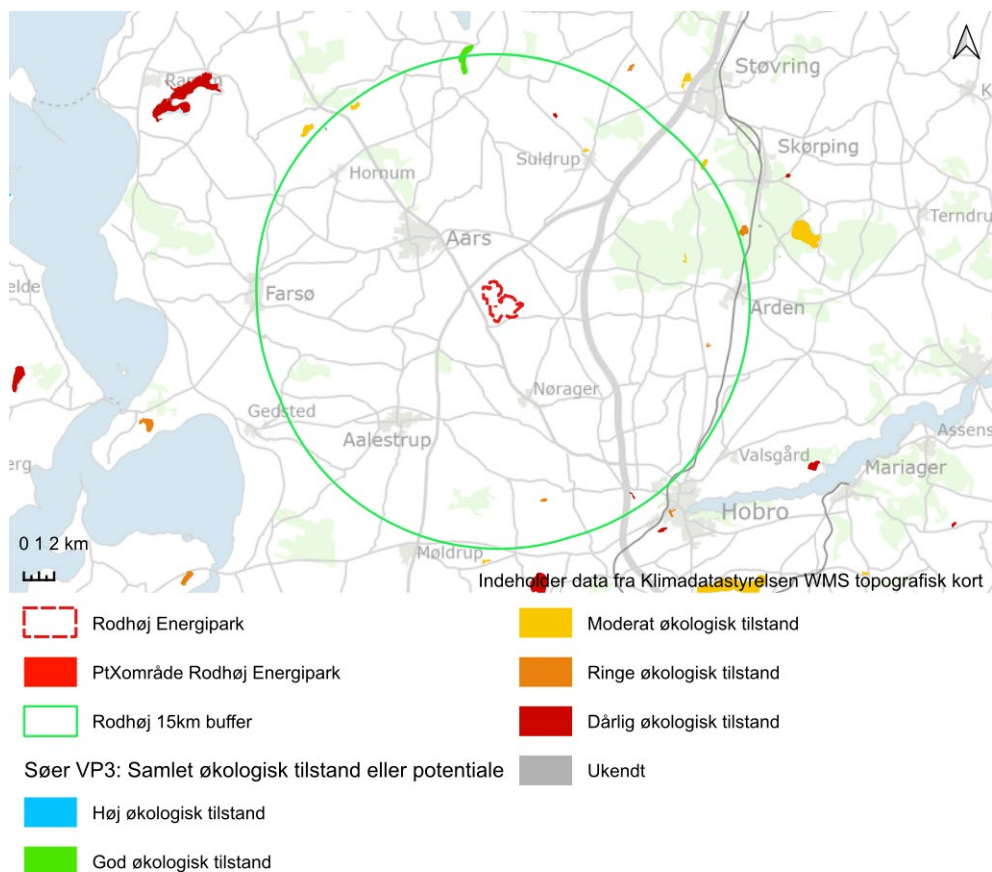 Støvring
K
Skørping
Suldrup
Hornum
Terndru
Aars
elde
Farsø
Arden
Nørager
Gedsted
Aalestrup
Assens
Valsgård
erg
Mariager
Hobro
0 1 2 km
Møldrup
Indeholder data fra Klimadatastyrelsen WMS topografisk kort
Rodhøj Energipark
Moderat økologisk tilstand
PtXområde Rodhøj Energipark
Ringe økologisk tilstand
Rodhøj 15km buffer
Dårlig økologisk tilstand
Søer VP3: Samlet økologisk tilstand eller potentiale
Ukendt
Høj økologisk tilstand
God økologisk tilstand